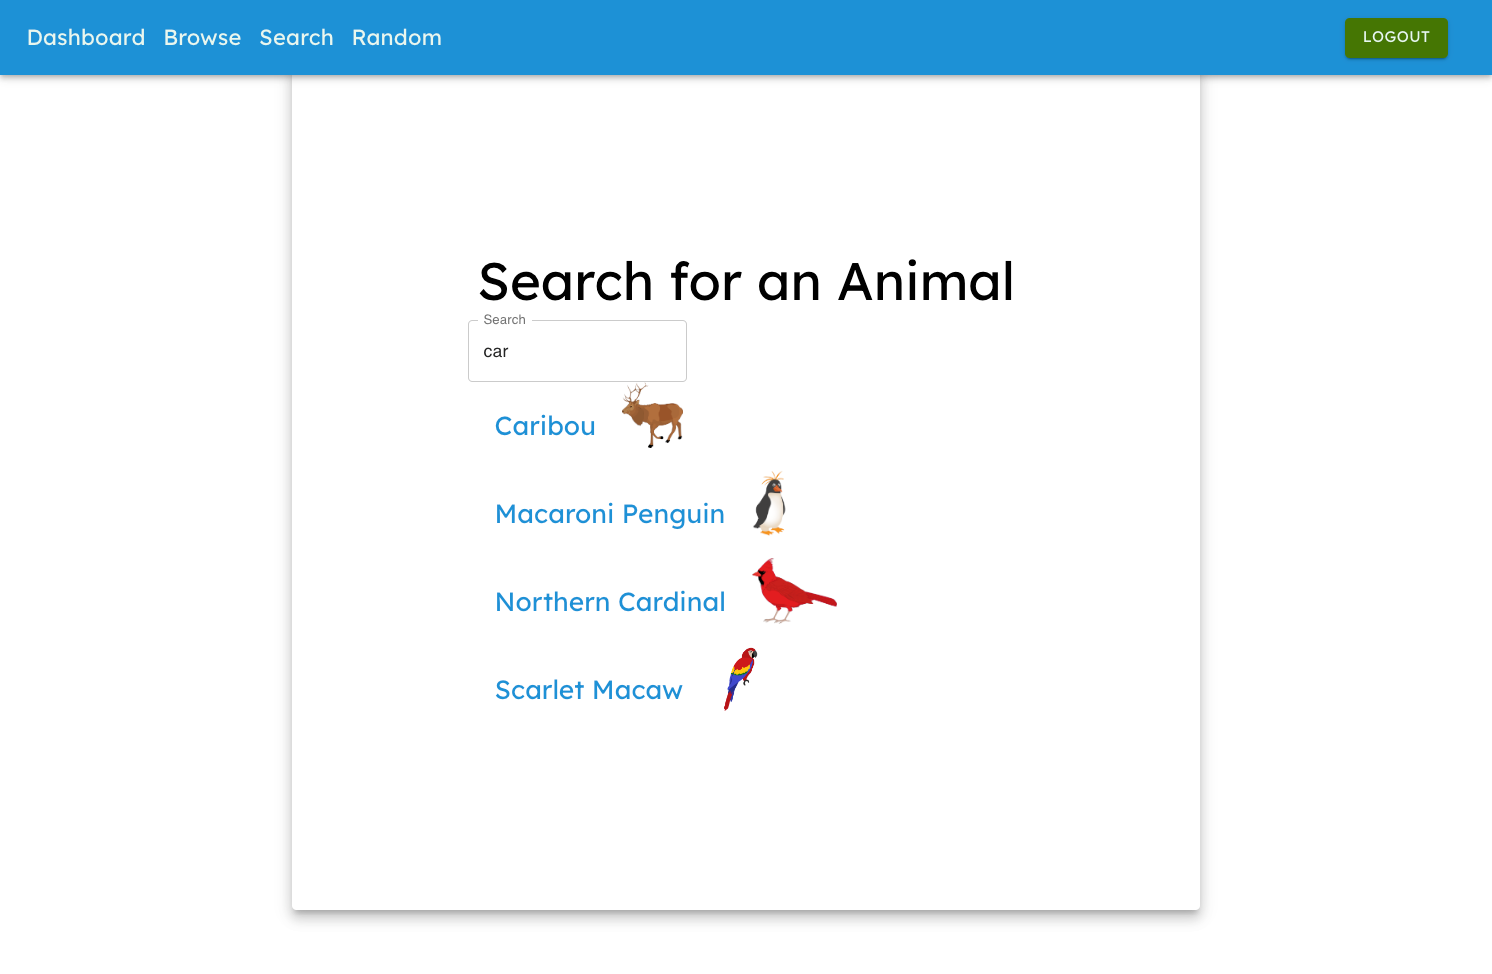 Dashboard Browse Search Random LOGOUT
Search for an Animal
Search
car
Caribou
Macaroni Penguin
Northern Cardinal
Scarlet Macaw